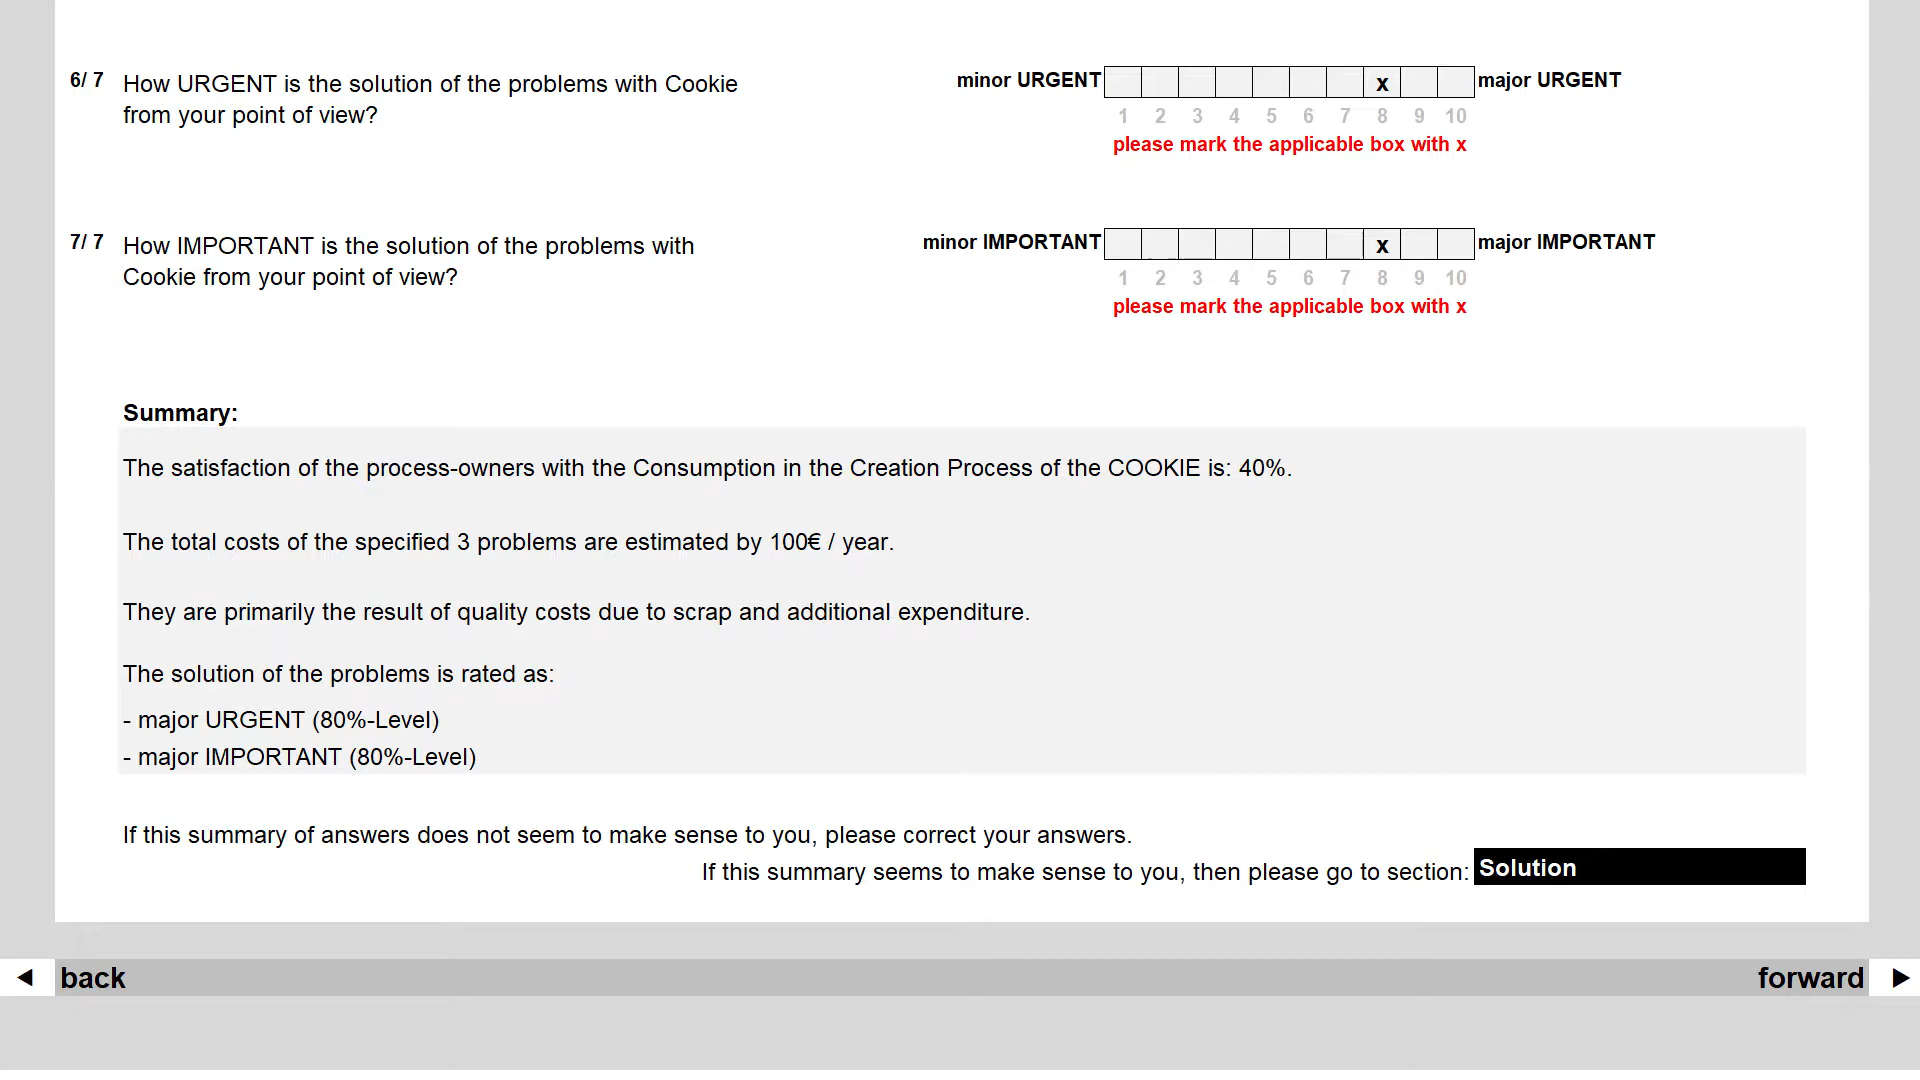 6/ 7 How URGENT is the solution of the problems with Cookie minor URGENT x major URGENT
from your point of view? 1 2 3 4 5 6 7 8 9 10
please mark the applicable box with x
7/ 7 How IMPORTANT is the solution of the problems with minor IMPORTANT x major IMPORTANT
Cookie from your point of view? 1 2 3 4 5 6 7 8 9 10
please mark the applicable box with x
Summary:
The satisfaction of the process-owners with the Consumption in the Creation Process of the COOKIE is: 40%.
The total costs of the specified 3 problems are estimated by 100€ / year.
They are primarily the result of quality costs due to scrap and additional expenditure.
The solution of the problems is rated as:
- major URGENT (80%-Level)
- major IMPORTANT (80%-Level)
If this summary of answers does not seem to make sense to you, please correct your answers.
If this summary seems to make sense to you, then please go to section: Solution
◄ back forward ►